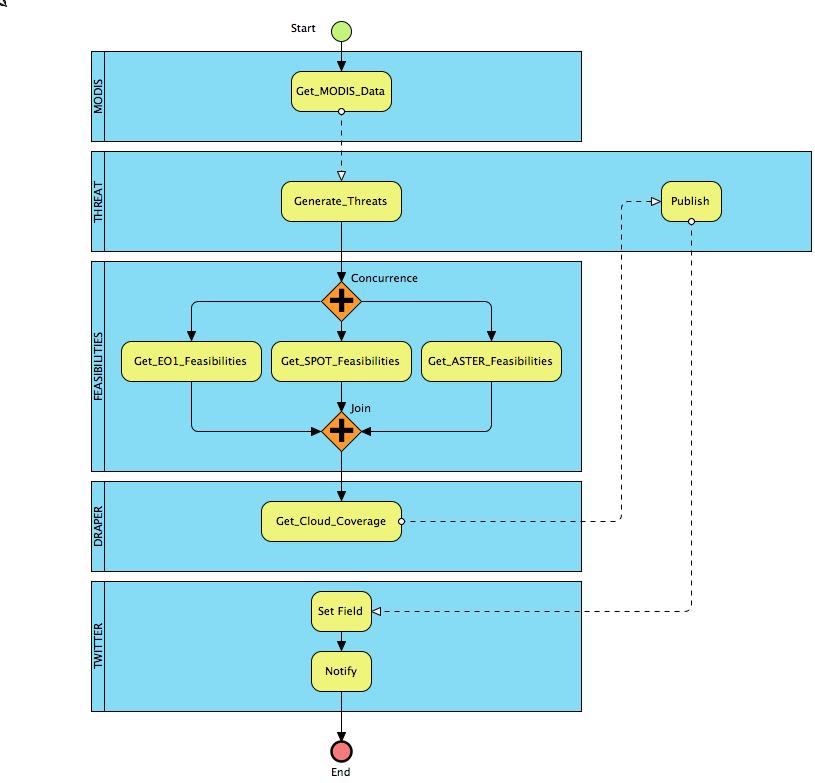 Start
MODIS
Get_MODIS_Data
THREAT
Generate_Threats
Publish
FEASIBILITIES
Concurrence
Get_EO1_Feasibilities
Get_SPOT_Feasibilities
Get_ASTER_Feasibilities
Join
DRAPER
Get_Cloud_Coverage
TWITTER
Set Field
Notify
End